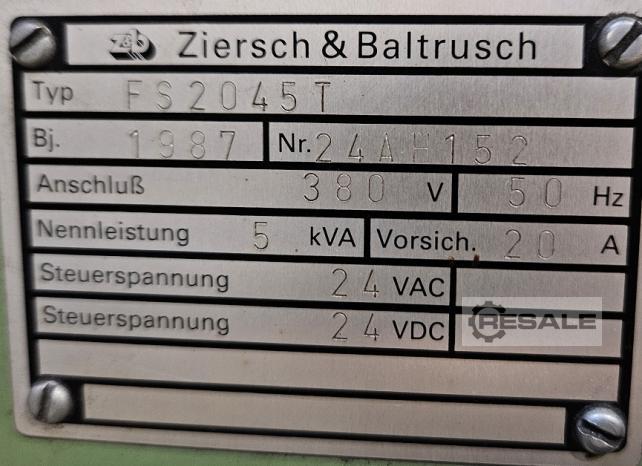 Z&B Ziersch & Baltrusch
Typ FS2045T
Bj. 1987 Nr. 24AH152
Anschluß 380 V 50 Hz
Nennleistung 5 kVA Vorsich. 20 A
Steuerspannung 24 VAC
Steuerspannung 24 VDC
RESALE